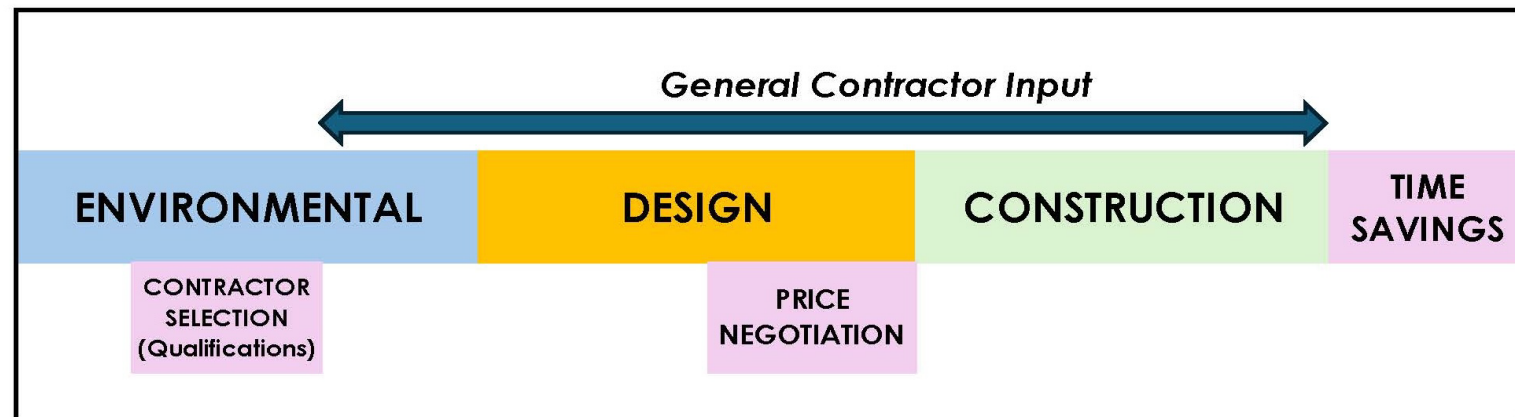 General Contractor Input
ENVIRONMENTAL
DESIGN
CONSTRUCTION
TIME
SAVINGS
CONTRACTOR
SELECTION
(Qualifications)
PRICE
NEGOTIATION